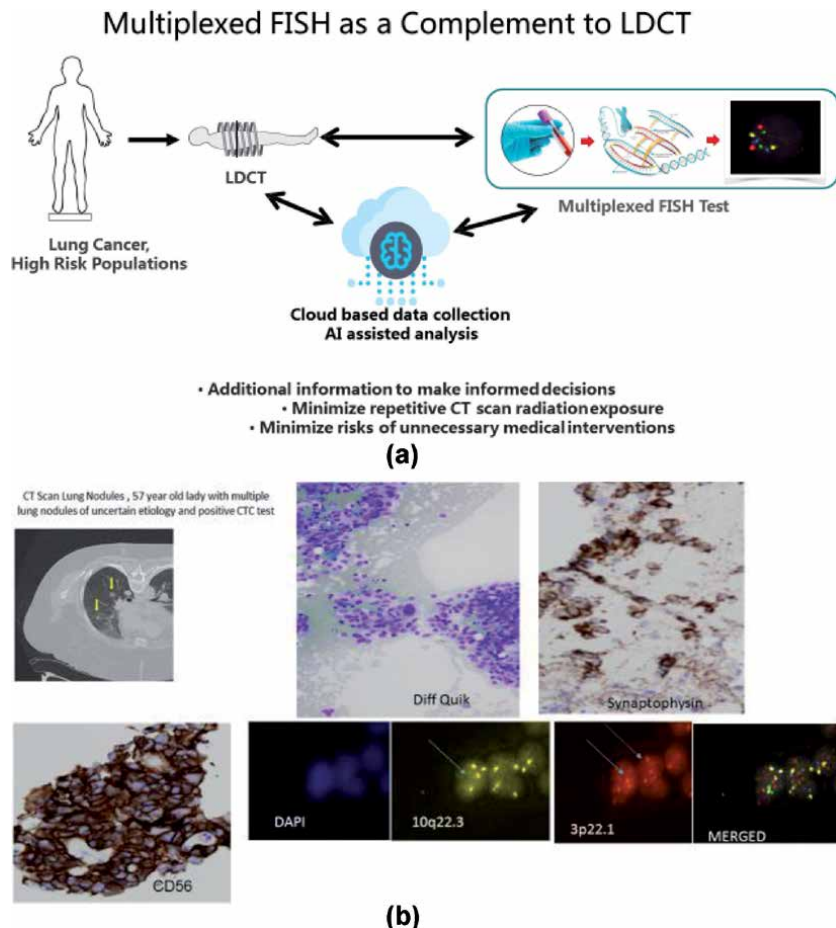 Multiplexed FISH as a Complement to LDCT
LDCT
Multiplexed FISH Test
Lung Cancer,
High Risk Populations
Cloud based data collection
AI assisted analysis
• Additional information to make informed decisions
• Minimize repetitive CT scan radiation exposure
• Minimize risks of unnecessary medical interventions
(a)
CT Scan Lung Nodules , 57 year old lady with multiple
lung nodules of uncertain etiology and positive CTC test
Diff Quik
Synaptophysin
CD56
DAPI
10q22.3
3p22.1
MERGED
(b)